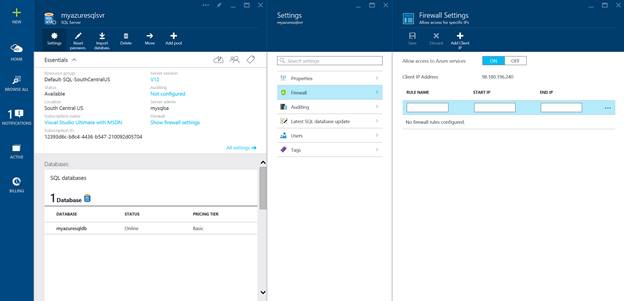 NEW
HOME
BROWSE ALL
1
NOTIFICATIONS
ACTIVE
BILLING
myazuresqlsvr
SQL Server
Settings
Reset password.
Import database.
Delete
Move
Add pool
Essentials
Resource group
Default-SQL-SouthCentralUS
Status
Available
Location
South Central US
Subscription name
Visual Studio Ultimate with MSDN
Subscription ID
Server version
V12
Auditing
Not configured
Server admin
mysqlsa
Firewall
Show firewall settings
All settings
Databases
SQL databases
1 Database
DATABASE STATUS PRICING TIER
myazuresqldb Online Basic
Settings
myazuresqlsvr
Search settings
Properties
Firewall
Auditing
Latest SQL database update
Users
Tags
Firewall Settings
Allow access for specific IPs
Save
Discard
Add Client IP
Allow access to Azure services ON OFF
Client IP Address 98.180.196.240
RULE NAME START IP END IP
No firewall rules configured.